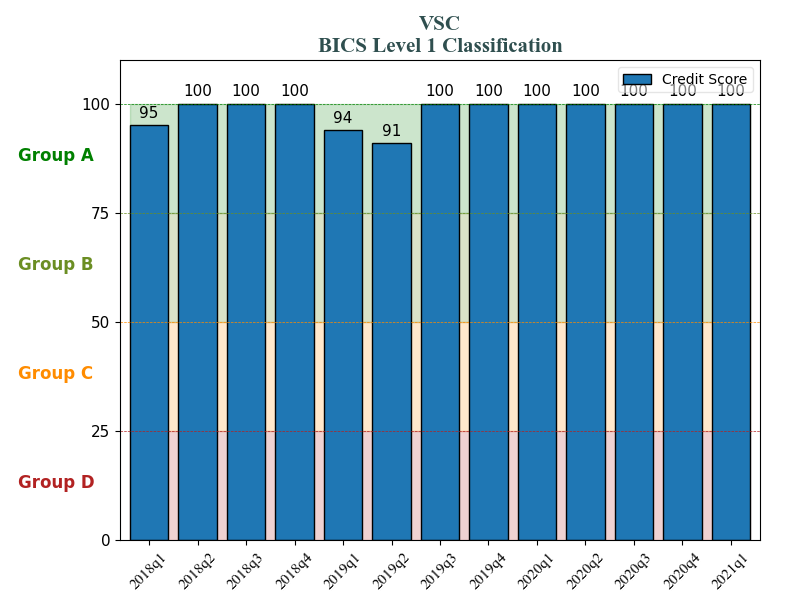 VSC
BICS Level 1 Classification
Credit Score
95
100
100
100
94
91
100
100
100
100
100
100
100
100
75
50
25
0
Group A
Group B
Group C
Group D
2018q1
2018q2
2018q3
2018q4
2019q1
2019q2
2019q3
2019q4
2020q1
2020q2
2020q3
2020q4
2021q1